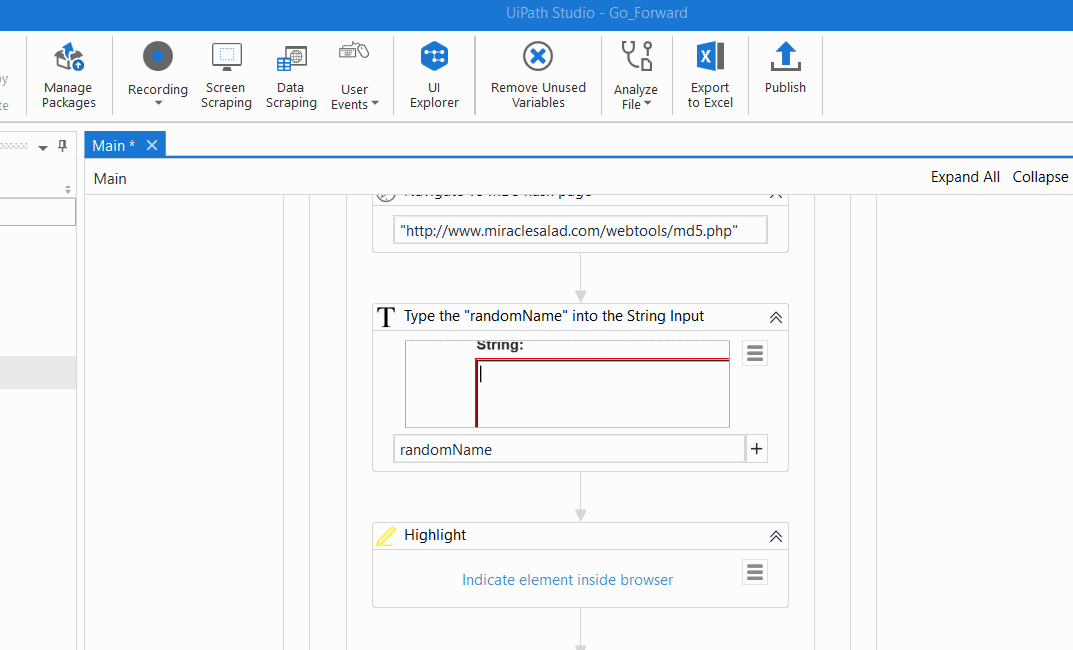 UiPath Studio - Go_Forward
Manage
Packages
Recording
Screen
Scraping
Data
Scraping
User
Events
UI
Explorer
Remove Unused
Variables
Analyze
File
Export
to Excel
Publish
Main *
Main
Expand All
Collapse
"http://www.miraclesalad.com/webtools/md5.php"
T
Type the "randomName" into the String Input
String:
randomName
+
Highlight
Indicate element inside browser